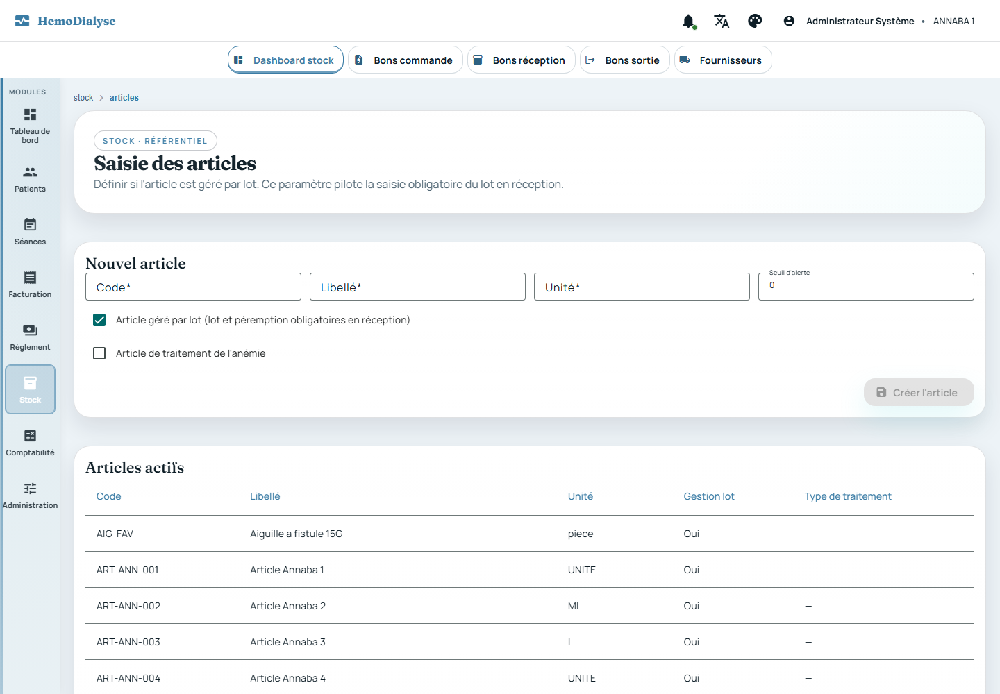 HemoDialyse
Administrateur Système • ANNABA 1
Dashboard stock
Bons commande
Bons réception
Bons sortie
Fournisseurs
MODULES
Tableau de
bord
Patients
Séances
Facturation
Règlement
Stock
Comptabilité
Administration
stock > articles
STOCK · RÉFÉRENTIEL
Saisie des articles
Définir si l'article est géré par lot. Ce paramètre pilote la saisie obligatoire du lot en réception.
Nouvel article
Code*
Libellé*
Unité*
Seuil d'alerte
0
Article géré par lot (lot et péremption obligatoires en réception)
Article de traitement de l'anémie
Créer l'article
Articles actifs
Code Libellé Unité Gestion lot Type de traitement
AIG-FAV Aiguille a fistule 15G piece Oui —
ART-ANN-001 Article Annaba 1 UNITE Oui —
ART-ANN-002 Article Annaba 2 ML Oui —
ART-ANN-003 Article Annaba 3 L Oui —
ART-ANN-004 Article Annaba 4 UNITE Oui —